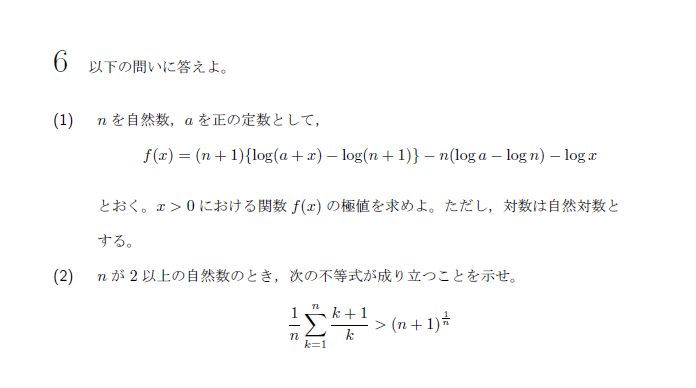 6 以下の問いに答えよ。
(1) n を自然数，a を正の定数として，
f(x) = (n + 1){log(a + x) − log(n + 1)} − n(log a − log n) − log x
とおく。x > 0 における関数 f(x) の極値を求めよ。ただし，対数は自然対数と
する。
(2) n が 2 以上の自然数のとき，次の不等式が成り立つことを示せ。
\frac{1}{n} \sum_{k=1}^{n} \frac{k+1}{k} > (n + 1)^{\frac{1}{n}}